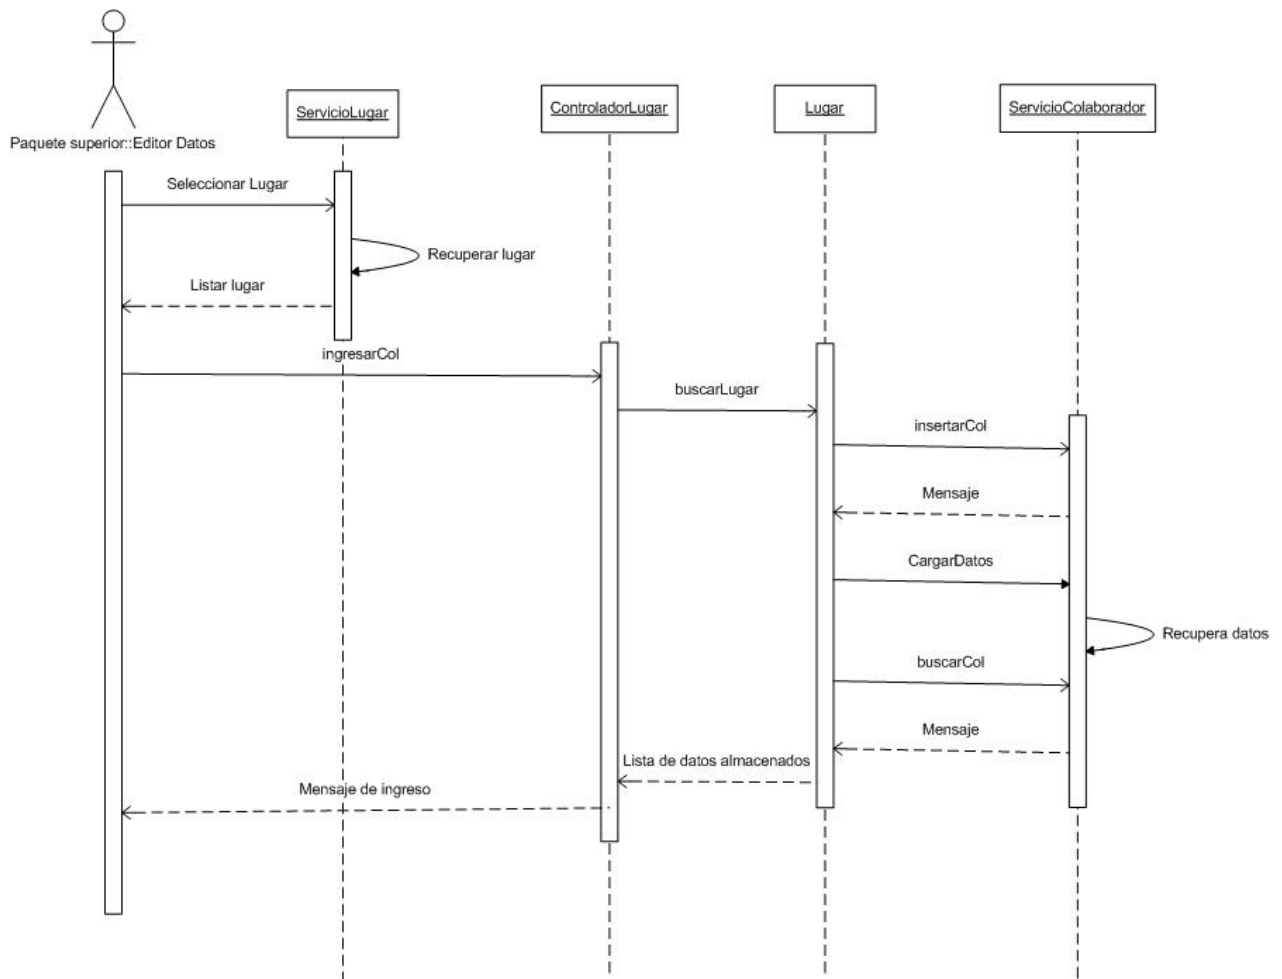 Paquete superior::Editor Datos
ServicioLugar
ControladorLugar
Lugar
ServicioColaborador
Seleccionar Lugar
Recuperar lugar
Listar lugar
ingresarCol
buscarLugar
insertarCol
Mensaje
CargarDatos
Recupera datos
buscarCol
Mensaje
Lista de datos almacenados
Mensaje de ingreso